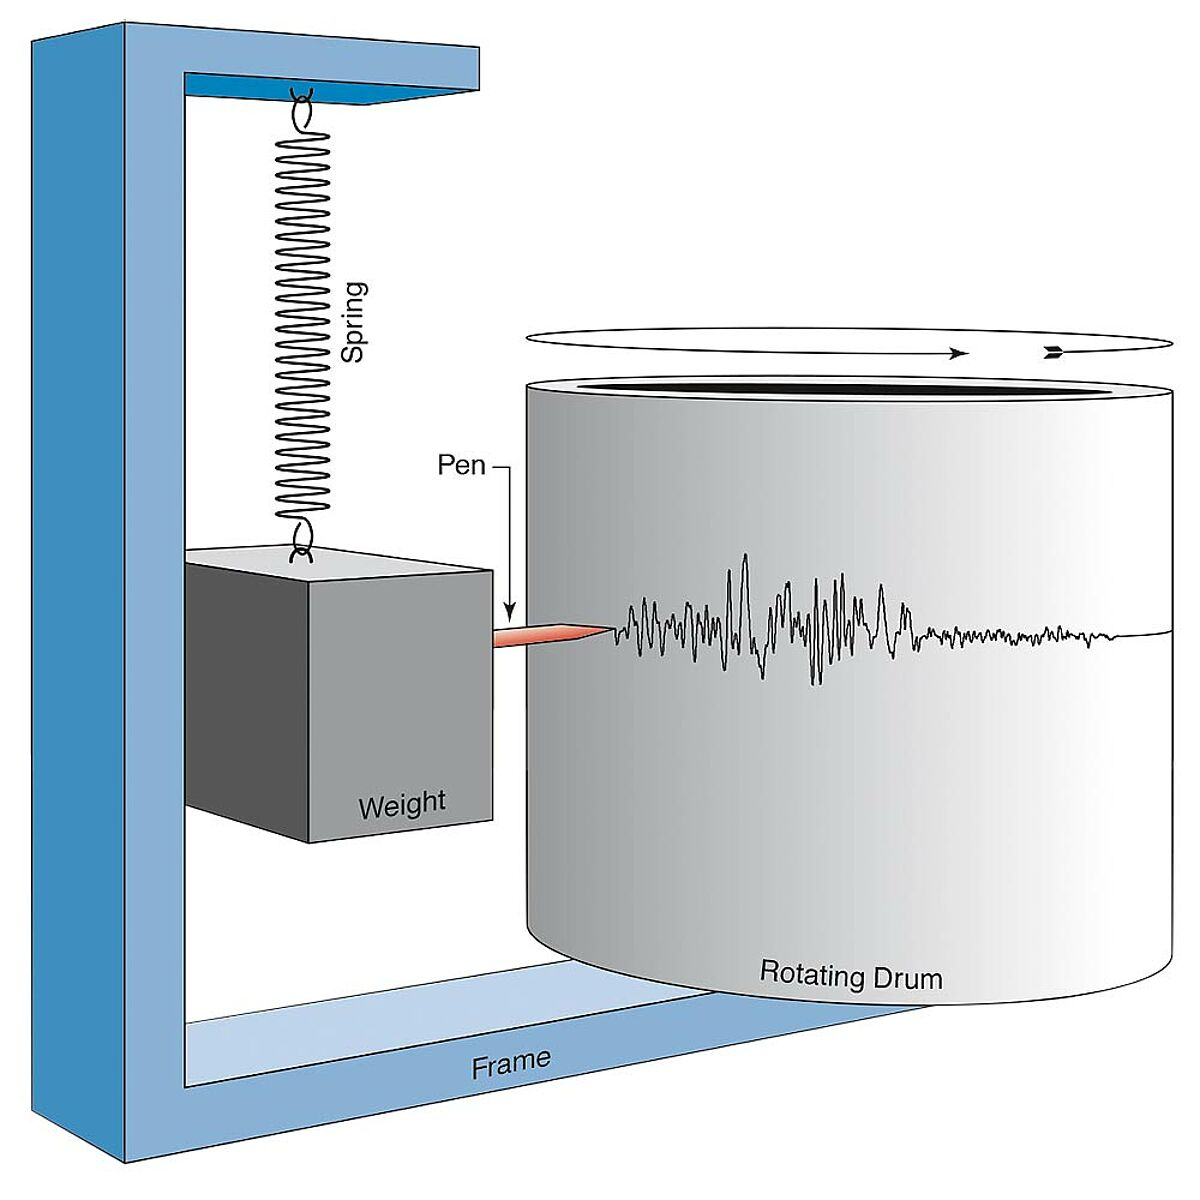 Spring
Pen
Weight
Rotating Drum
Frame